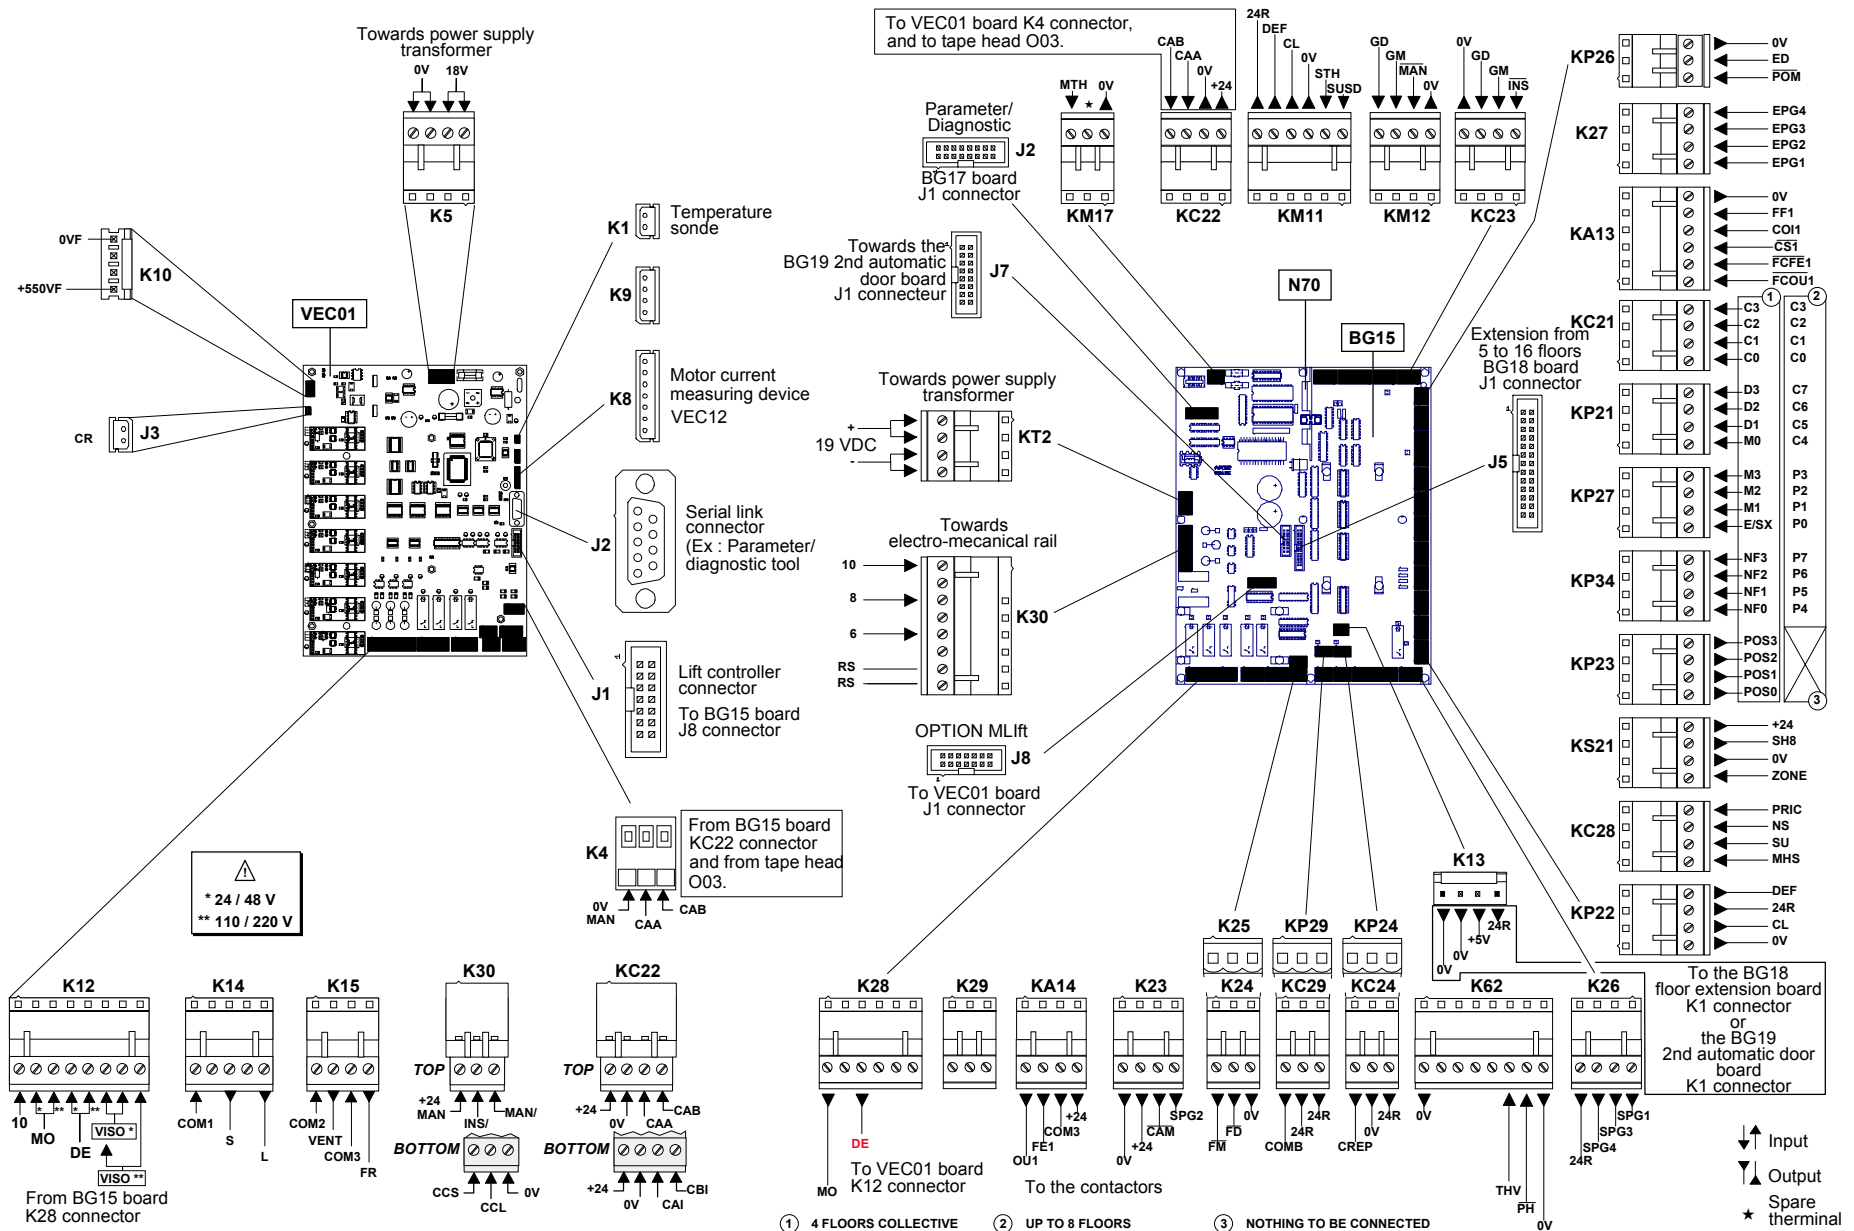 Towards power supply
transformer
0V 18V
K5
0VF
+550VF
K10
VEC01
CR
J3
K1
Temperature
sonde
K9
K8
Motor current
measuring device
VEC12
J2
Serial link
connector
(Ex : Parameter/
diagnostic tool
1
J1
Lift controller
connector
To BG15 board
J8 connector
K4
From BG15 board
KC22 connector
and from tape head
O03.
0V
MAN
CAA
CAB
* 24 / 48 V
** 110 / 220 V
K12
10
*
**
*
**
MO
DE
VISO *
VISO **
From BG15 board
K28 connector
K14
COM1
S
L
K15
COM2
VENT
COM3
FR
K30
TOP
+24
MAN
INS/
MAN/
BOTTOM
CCS
CCL
0V
KC22
TOP
+24
0V
CAA
CAB
BOTTOM
+24
0V
CAI
CBI
To VEC01 board K4 connector,
and to tape head O03.
Parameter/
Diagnostic
J2
BG17 board
J1 connector
Towards the
BG19 2nd automatic
door board
J1 connecteur
J7
MTH
★
0V
KM17
CAB
CAA
0V
+24
KC22
24R
DEF
CL
0V
STH
SUSD
KM11
GD
GM
MAN
0V
KM12
0V
GD
GM
INS
KC23
N70
BG15
Extension from
5 to 16 floors
BG18 board
J1 connector
J5
Towards power supply
transformer
+
19 VDC
-
KT2
Towards
electro-mecanical rail
10
8
6
RS
RS
K30
OPTION MLIft
J8
To VEC01 board
J1 connector
KP26
0V
ED
POM
K27
EPG4
EPG3
EPG2
EPG1
KA13
0V
FF1
COI1
CS1
FCFE1
FCOU1
1
2
KC21
C3 C3
C2 C2
C1 C1
C0 C0
KP21
D3 C7
D2 C6
D1 C5
M0 C4
KP27
M3 P3
M2 P2
M1 P1
E/SX P0
KP34
NF3 P7
NF2 P6
NF1 P5
NF0 P4
KP23
POS3
POS2
POS1
POS0
3
KS21
+24
SH8
0V
ZONE
KC28
PRIC
NS
SU
MHS
KP22
DEF
24R
CL
0V
K13
0V
0V
+5V
24R
To the BG18
floor extension board
K1 connector
or
the BG19
2nd automatic door
board
K1 connector
K25
KP29
KP24
K28
MO
DE
To VEC01 board
K12 connector
K29
KA14
OU1
FE1
COM3
+24
K23
0V
+24
CAM
SPG2
To the contactors
K24
FM
FD
0V
KC29
COMB
24R
24R
KC24
CREP
0V
24R
K62
0V
THV
PH
0V
K26
24R
SPG4
SPG3
SPG1
Input
Output
★ Spare
therminal
1 4 FLOORS COLLECTIVE
2 UP TO 8 FLOORS
3 NOTHING TO BE CONNECTED